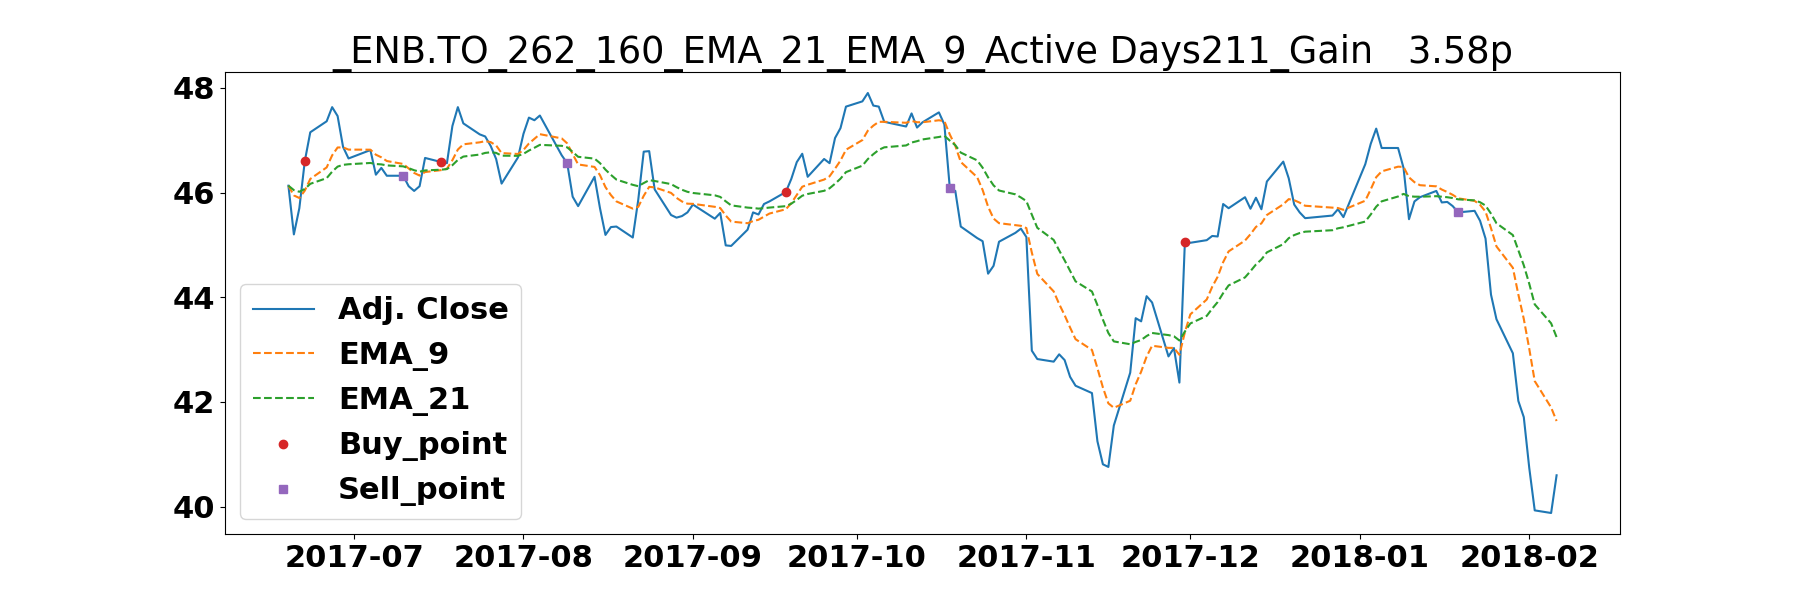 _ENB.TO_262_160_EMA_21_EMA_9_Active Days211_Gain   3.58p
48
46
44
42
40
Adj. Close
EMA_9
EMA_21
Buy_point
Sell_point
2017-07 2017-08 2017-09 2017-10 2017-11 2017-12 2018-01 2018-02